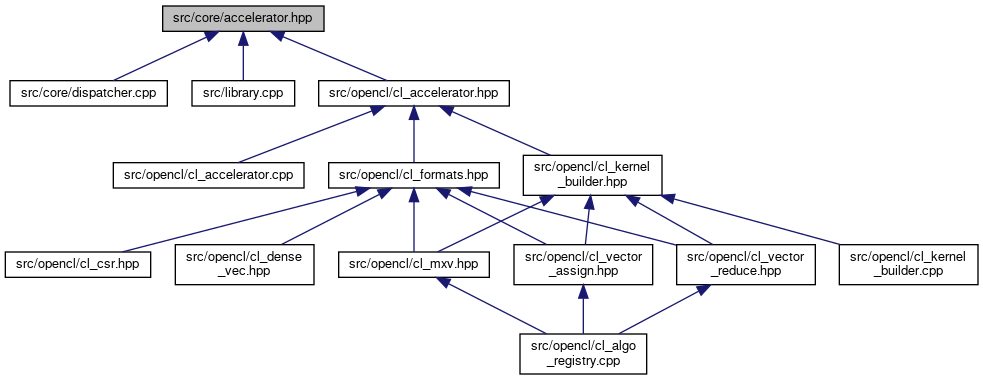 src/core/accelerator.hpp
src/core/dispatcher.cpp
src/library.cpp
src/opencl/cl_accelerator.hpp
src/opencl/cl_accelerator.cpp
src/opencl/cl_formats.hpp
src/opencl/cl_kernel
_builder.hpp
src/opencl/cl_csr.hpp
src/opencl/cl_dense
_vec.hpp
src/opencl/cl_mxv.hpp
src/opencl/cl_vector
_assign.hpp
src/opencl/cl_vector
_reduce.hpp
src/opencl/cl_kernel
_builder.cpp
src/opencl/cl_algo
_registry.cpp